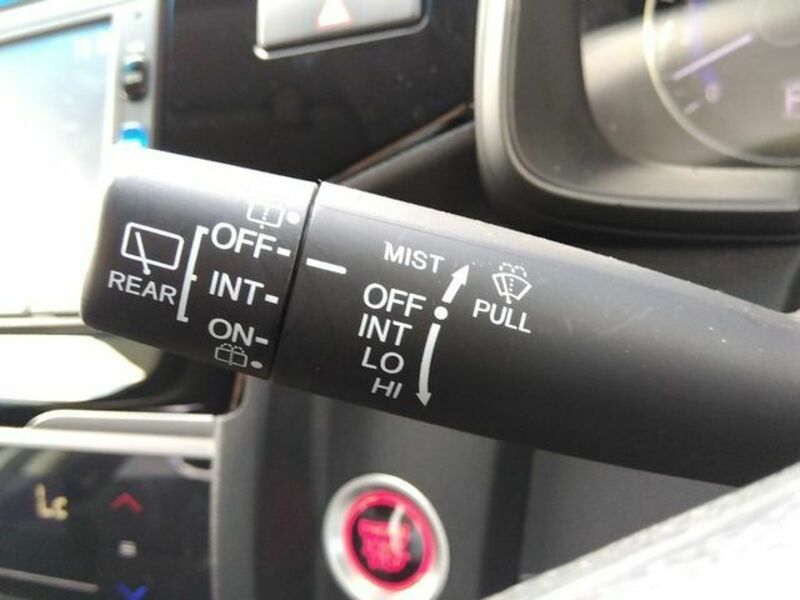 REAR
OFF
INT
ON
MIST
OFF
INT
LO
HI
PULL